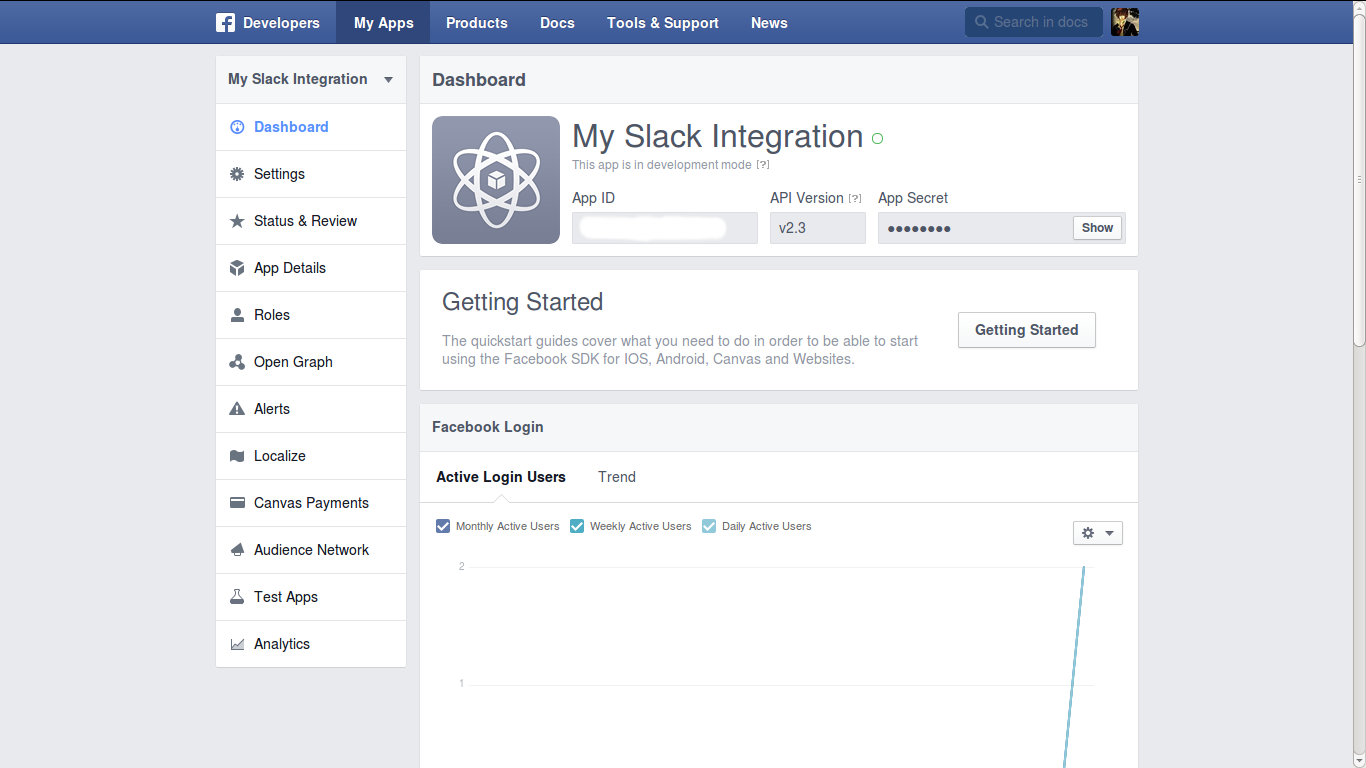 Developers
My Apps
Products
Docs
Tools & Support
News
Search in docs
My Slack Integration
Dashboard
Settings
Status & Review
App Details
Roles
Open Graph
Alerts
Localize
Canvas Payments
Audience Network
Test Apps
Analytics
Dashboard
My Slack Integration
This app is in development mode [?]
App ID
API Version [?]
v2.3
App Secret
●●●●●●●●
Show
Getting Started
The quickstart guides cover what you need to do in order to be able to start
using the Facebook SDK for IOS, Android, Canvas and Websites.
Getting Started
Facebook Login
Active Login Users
Trend
Monthly Active Users
Weekly Active Users
Daily Active Users
2
1